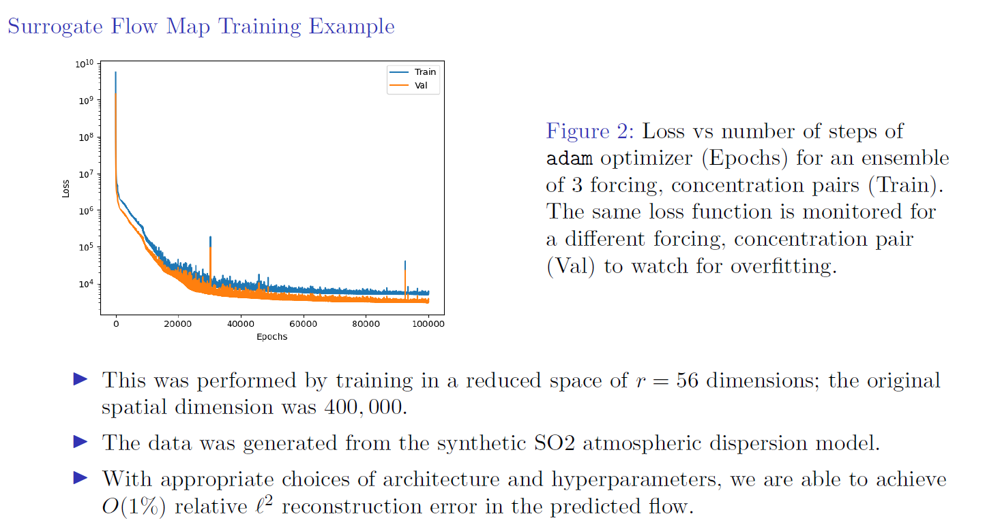 Surrogate Flow Map Training Example
10^10
10^9
10^8
10^7
10^6
10^5
10^4
Loss
Train
Val
0 20000 40000 60000 80000 100000
Epochs
Figure 2: Loss vs number of steps of
adam optimizer (Epochs) for an ensemble
of 3 forcing, concentration pairs (Train).
The same loss function is monitored for
a different forcing, concentration pair
(Val) to watch for overfitting.
▶ This was performed by training in a reduced space of r = 56 dimensions; the original
spatial dimension was 400, 000.
▶ The data was generated from the synthetic SO2 atmospheric dispersion model.
▶ With appropriate choices of architecture and hyperparameters, we are able to achieve
O(1%) relative ℓ² reconstruction error in the predicted flow.